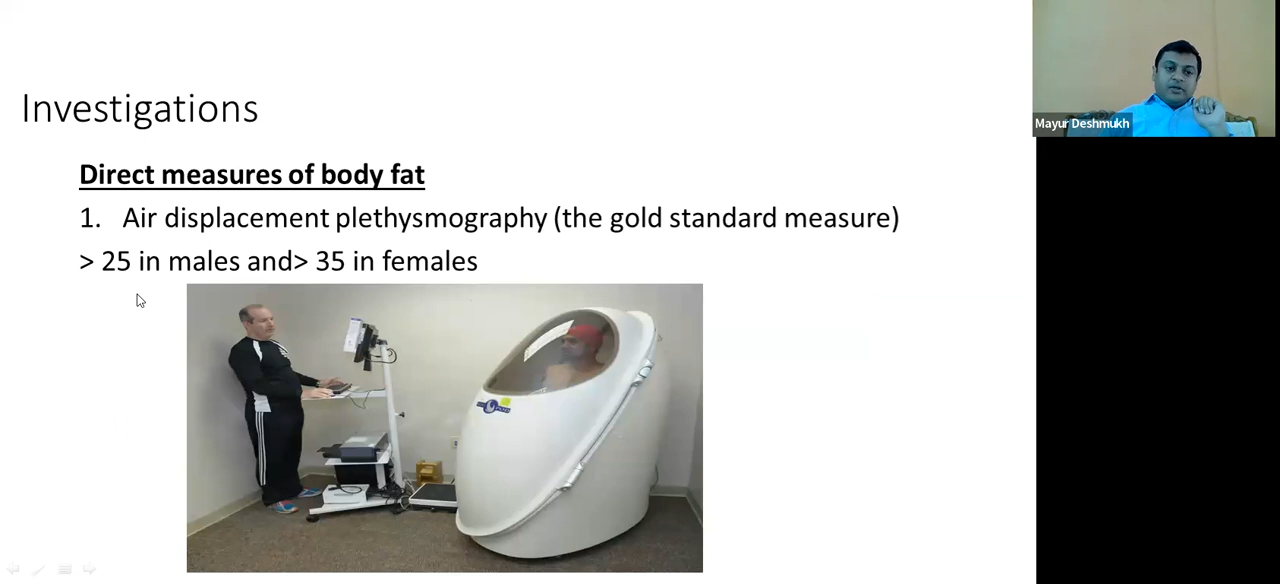 Investigations
Direct measures of body fat
1. Air displacement plethysmography (the gold standard measure)
> 25 in males and> 35 in females
Mayur Deshmukh